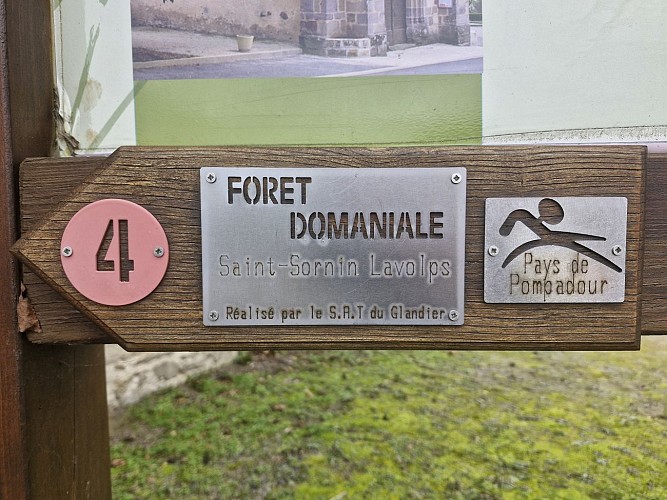 4
FORET
DOMANIALE
Saint-Sornin Lavolps
Réalisé par le S.A.T du Glandier
Pays de
Pompadour